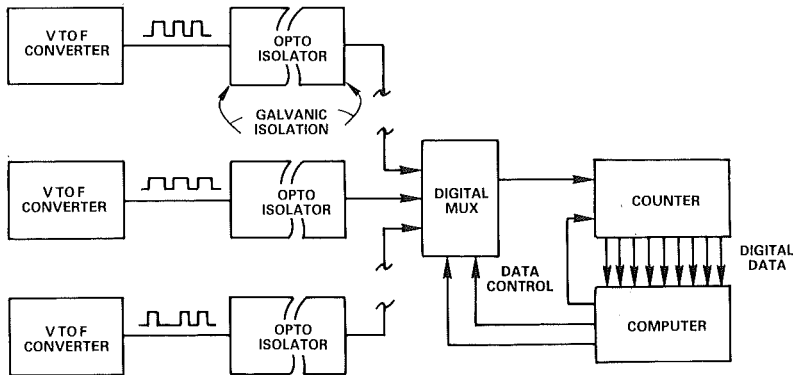 V TO F
CONVERTER
OPTO
ISOLATOR
GALVANIC
ISOLATION
V TO F
CONVERTER
OPTO
ISOLATOR
DIGITAL
MUX
COUNTER
DATA
CONTROL
DIGITAL
DATA
V TO F
CONVERTER
OPTO
ISOLATOR
COMPUTER